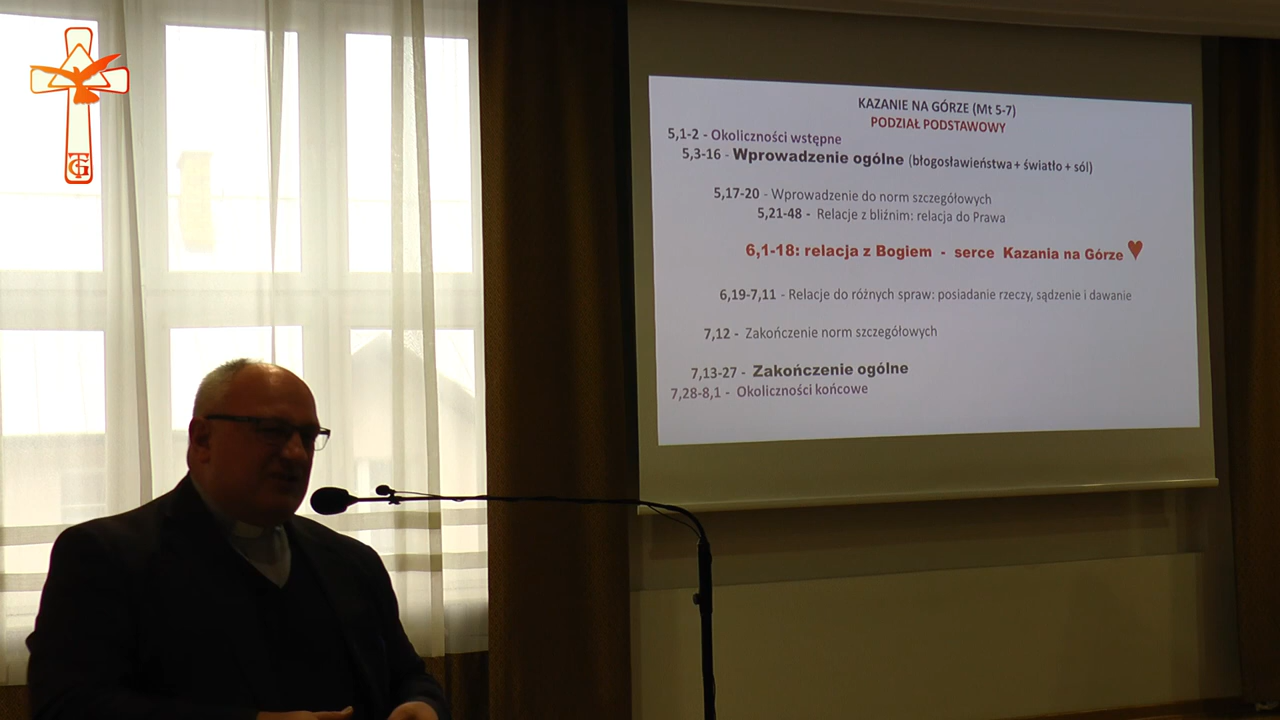 KAZANIE NA GÓRZE (Mt 5-7)
PODZIAŁ PODSTAWOWY
5,1-2 - Okoliczności wstępne
5,3-16 - Wprowadzenie ogólne (błogosławieństwa + światło + sól)
5,17-20 - Wprowadzenie do norm szczegółowych
5,21-48 - Relacje z bliźnim: relacja do Prawa
6,1-18: relacja z Bogiem - serce Kazania na Górze
6,19-7,11 - Relacje do różnych spraw: posiadanie rzeczy, sądzenie i dawanie
7,12 - Zakończenie norm szczegółowych
7,13-27 - Zakończenie ogólne
7,28-8,1 - Okoliczności końcowe